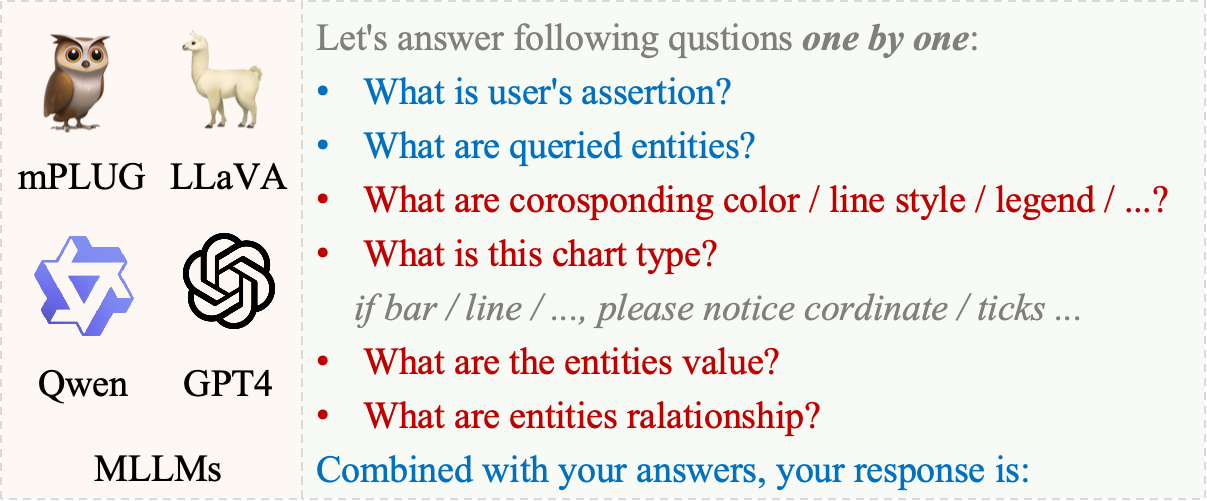 mPLUG LLaVA
Qwen GPT4
MLLMs
Let's answer following qustions one by one:
• What is user's assertion?
• What are queried entities?
• What are corosponding color / line style / legend / ...?
• What is this chart type?
if bar / line / ..., please notice cordinate / ticks ...
• What are the entities value?
• What are entities ralationship?
Combined with your answers, your response is: